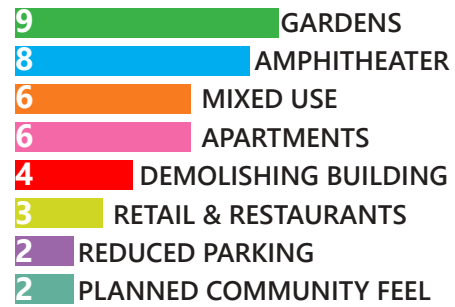 9 GARDENS
8 AMPHITHEATER
6 MIXED USE
6 APARTMENTS
4 DEMOLISHING BUILDING
3 RETAIL & RESTAURANTS
2 REDUCED PARKING
2 PLANNED COMMUNITY FEEL